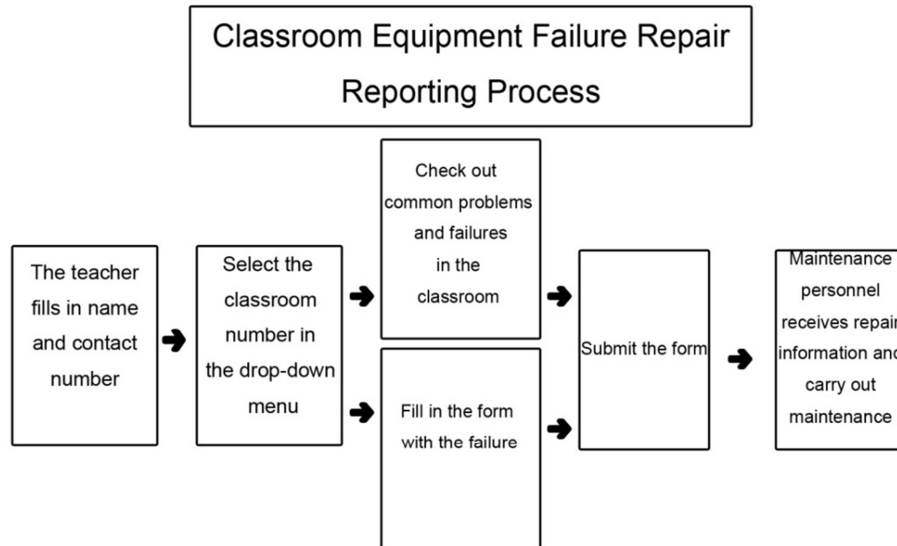 Classroom Equipment Failure Repair
Reporting Process
The teacher
fills in name
and contact
number
Select the
classroom
number in
the drop-down
menu
Check out
common problems
and failures
in the
classroom
Fill in the form
with the failure
Submit the form
Maintenance
personnel
receives repair
information and
carry out
maintenance